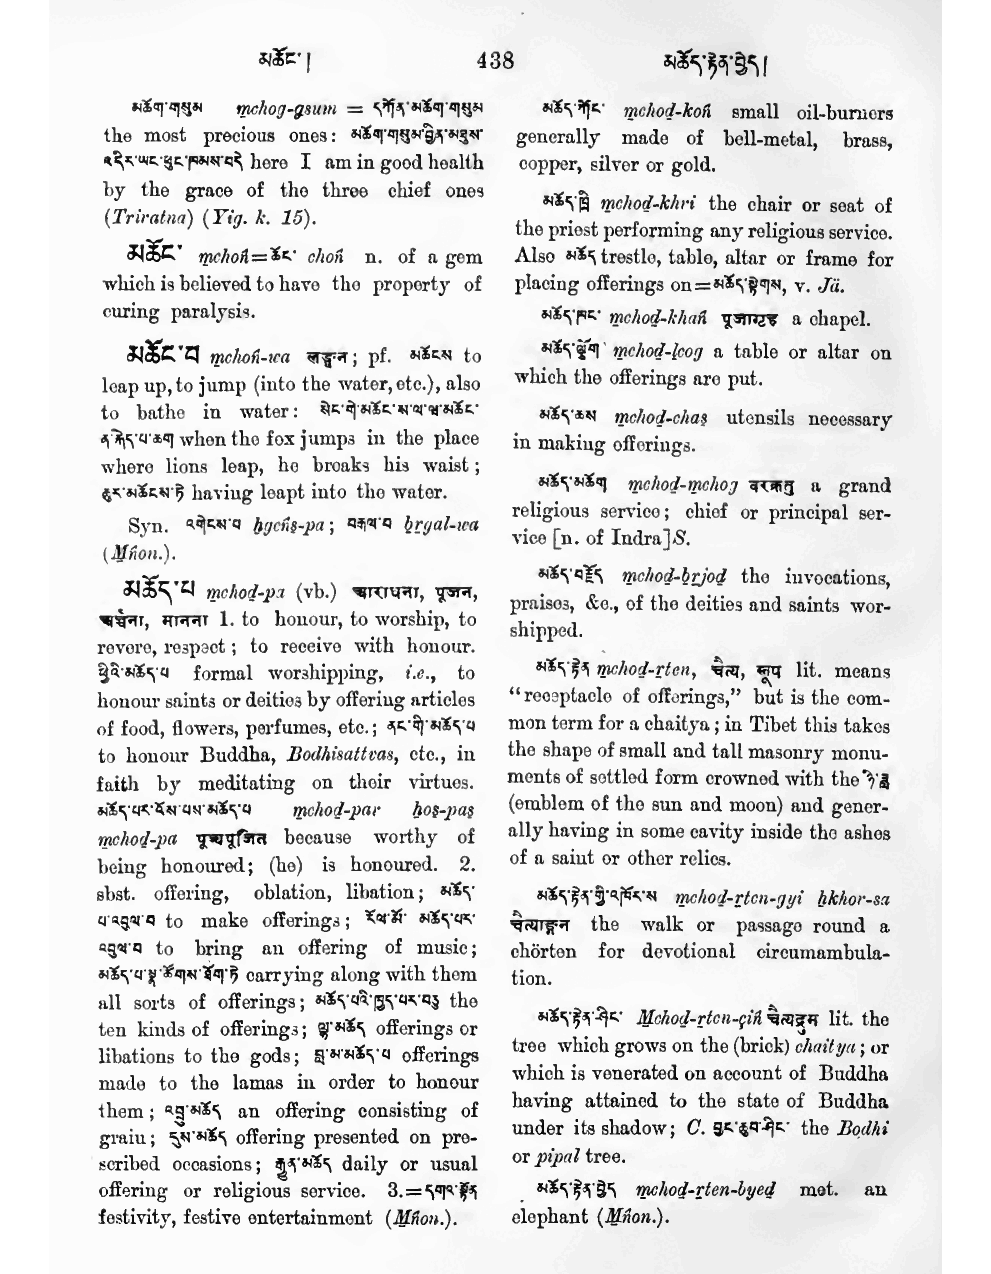 མཆོང་།
438
མཆོད་རྟེན་བྱེད།
མཆོག་གསུམ mchog-gsum = དཀོན་མཆོག་གསུམ
the most precious ones: མཆོག་གསུམ་བྱིན་མཐུས་
འདིར་ཡང་ཕུང་ཁམས་བདེ here I am in good health
by the grace of the three chief ones
(Triratna) (Yig. k. 15).
མཆོང་ mchoṅ=ཆོང་ choṅ n. of a gem
which is believed to have the property of
curing paralysis.
མཆོང་བ mchoṅ-wa लङ्घन; pf. མཆོངས to
leap up, to jump (into the water, etc.), also
to bathe in water: སེང་གེ་མཆོང་ས་ལ་ཝ་མཆོང་
ན་རྐེད་པ་ཆག when the fox jumps in the place
where lions leap, he breaks his waist;
ཆུར་མཆོངས་ཏེ having leapt into the water.
Syn. འགེངས་པ ḥgeṅs-pa; བརྒལ་བ brgal-wa
(Mṅon.).
མཆོད་པ mchod-pa (vb.) आराधना, पूजन,
अर्चना, मानना 1. to honour, to worship, to
revere, respect; to receive with honour.
ཕྱིའི་མཆོད་པ formal worshipping, i.e., to
honour saints or deities by offering articles
of food, flowers, perfumes, etc.; ནང་གི་མཆོད་པ
to honour Buddha, Bodhisattvas, etc., in
faith by meditating on their virtues.
མཆོད་པར་འོས་པས་མཆོད་པ mchod-par ḥos-pas
mchod-pa पूज्यपूजित because worthy of
being honoured; (he) is honoured. 2.
sbst. offering, oblation, libation; མཆོད་
པ་འབུལ་བ to make offerings; རོལ་མོ་ མཆོད་པར་
འབུལ་བ to bring an offering of music;
མཆོད་པ་སྣ་ཚོགས་ཐོག་ཏེ carrying along with them
all sorts of offerings; མཆོད་པའི་ཁྱད་པར་བཅུ the
ten kinds of offerings; ལྷ་མཆོད offerings or
libations to the gods; བླ་མ་མཆོད་པ offerings
made to the lamas in order to honour
them; འབྲུ་མཆོད an offering consisting of
grain; དུས་མཆོད offering presented on pre-
scribed occasions; རྒྱུན་མཆོད daily or usual
offering or religious service. 3.=དགའ་སྟོན
festivity, festive entertainment (Mṅon.).
མཆོད་ཀོང་ mchod-koṅ small oil-burners
generally made of bell-metal, brass,
copper, silver or gold.
མཆོད་ཁྲི mchod-khri the chair or seat of
the priest performing any religious service.
Also མཆོད trestle, table, altar or frame for
placing offerings on=མཆོད་སྟེགས, v. Jä.
མཆོད་ཁང་ mchod-khaṅ पूजागृह a chapel.
མཆོད་ལྕོག mchod-lcog a table or altar on
which the offerings are put.
མཆོད་ཆས mchod-chas utensils necessary
in making offerings.
མཆོད་མཆོག mchod-mchog वरक्रतु a grand
religious service; chief or principal ser-
vice [n. of Indra]S.
མཆོད་བརྗོད mchod-brjod the invocations,
praises, &c., of the deities and saints wor-
shipped.
མཆོད་རྟེན mchod-rten, चैत्य, स्तूप lit. means
“receptacle of offerings,” but is the com-
mon term for a chaitya; in Tibet this takes
the shape of small and tall masonry monu-
ments of settled form crowned with the ཉི་ཟླ
(emblem of the sun and moon) and gener-
ally having in some cavity inside the ashes
of a saint or other relics.
མཆོད་རྟེན་གྱི་འཁོར་ས mchod-rten-gyi ḥkhor-sa
चैत्याङ्गन the walk or passage round a
chörten for devotional circumambula-
tion.
མཆོད་རྟེན་ཤིང་ Mchod-rten-çiṅ चैत्यद्रुम lit. the
tree which grows on the (brick) chaitya; or
which is venerated on account of Buddha
having attained to the state of Buddha
under its shadow; C. བྱང་ཆུབ་ཤིང་ the Bodhi
or pipal tree.
མཆོད་རྟེན་བྱེད mchod-rten-byed met. an
elephant (Mṅon.).